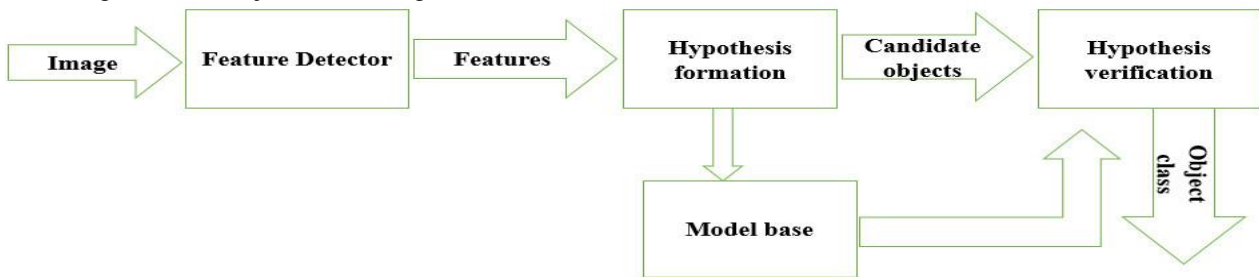 Image
Feature Detector
Features
Hypothesis
formation
Candidate
objects
Hypothesis
verification
Object
class
Model base